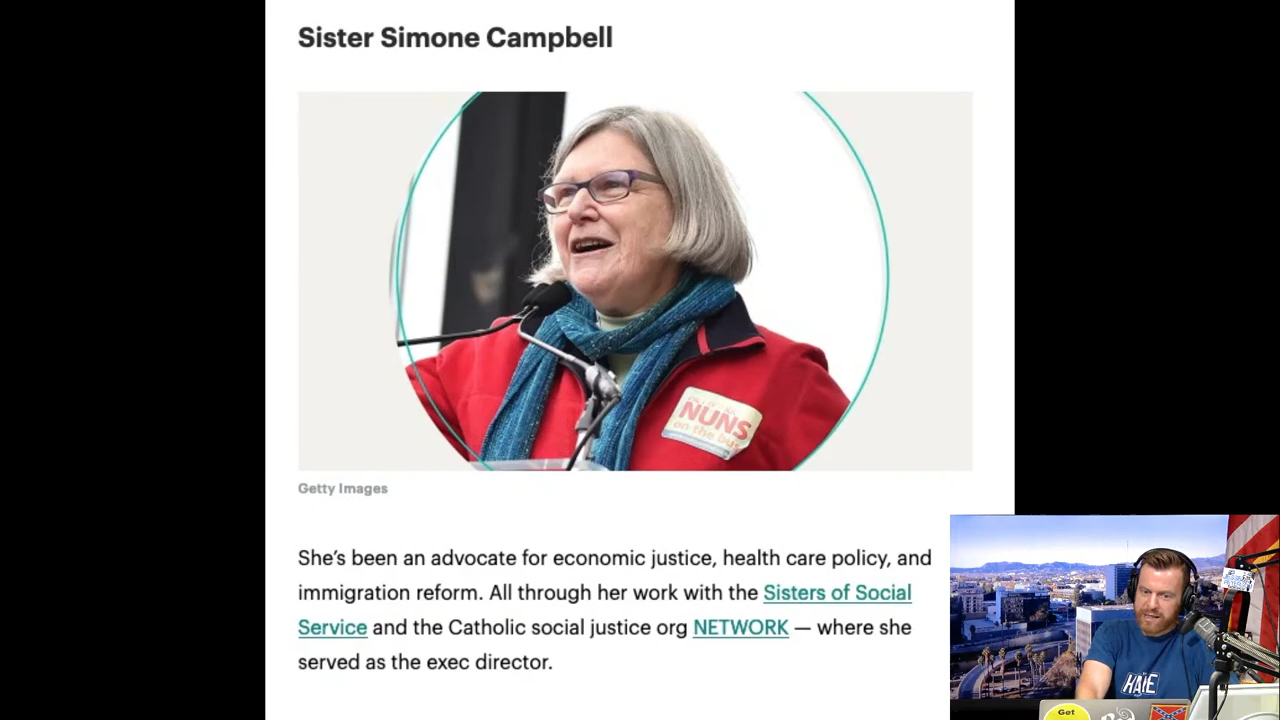 Sister Simone Campbell
NUNS
on the bus
Getty Images
She’s been an advocate for economic justice, health care policy, and
immigration reform. All through her work with the Sisters of Social
Service and the Catholic social justice org NETWORK — where she
served as the exec director.
HATE
Get